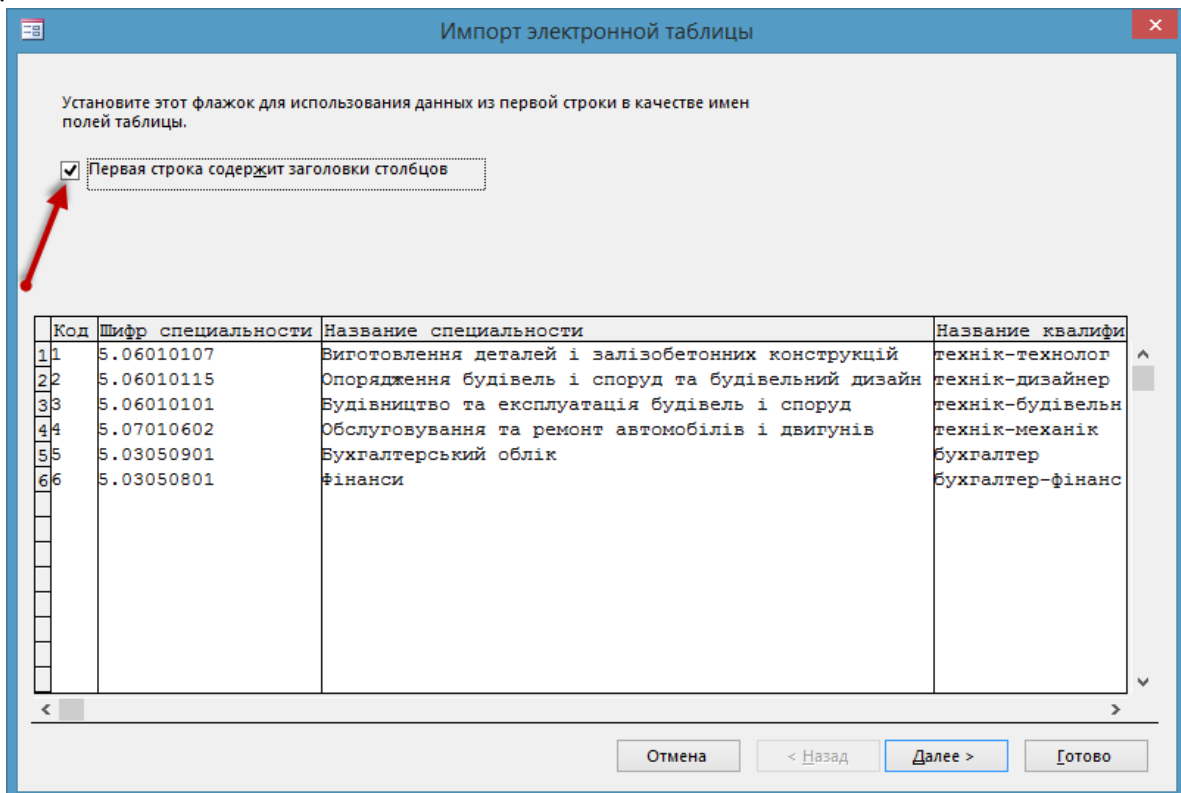 Импорт электронной таблицы
Установите этот флажок для использования данных из первой строки в качестве имен
полей таблицы.
Первая строка содержит заголовки столбцов
Код Шифр специальности Название специальности Название квалифи
1 1 5.06010107 Виготовлення деталей і залізобетонних конструкцій технік-технолог
2 2 5.06010115 Опорядження будівель і споруд та будівельний дизайн технік-дизайнер
3 3 5.06010101 Будівництво та експлуатація будівель і споруд технік-будівельн
4 4 5.07010602 Обслуговування та ремонт автомобілів і двигунів технік-механік
5 5 5.03050901 Бухгалтерський облік бухгалтер
6 6 5.03050801 Фінанси бухгалтер-фінанс
Отмена < Назад Далее > Готово